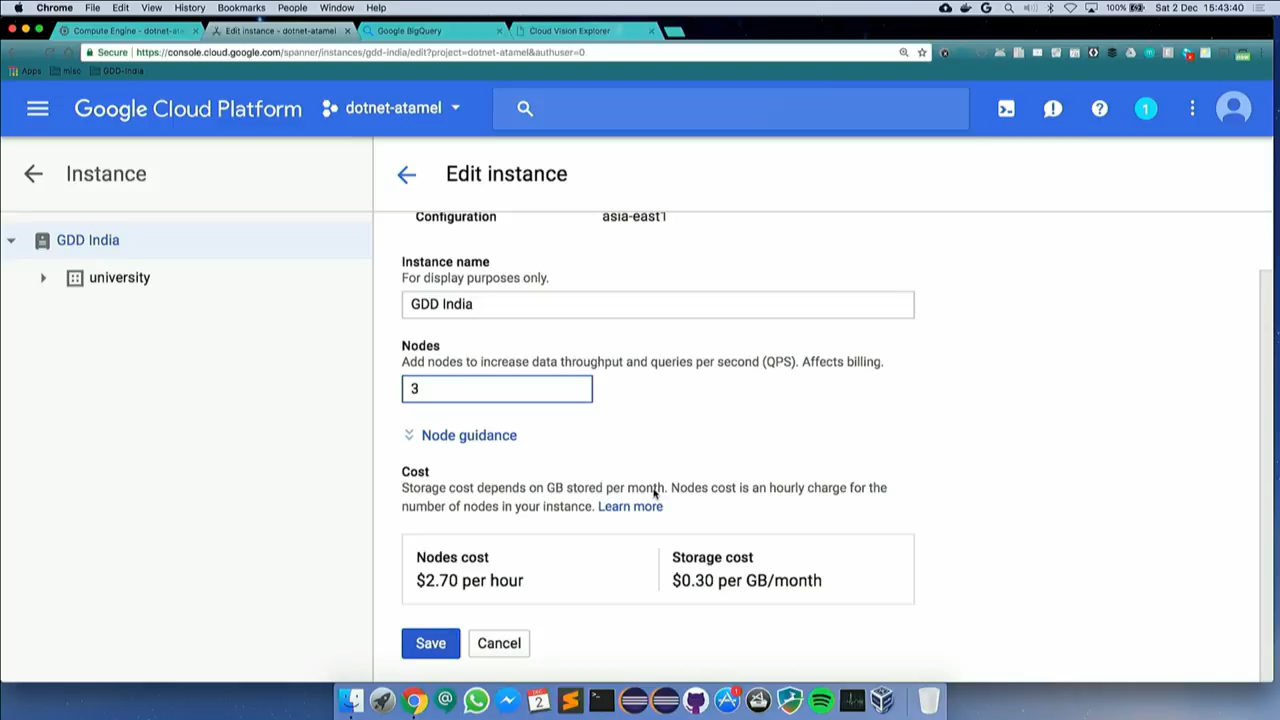 Chrome File Edit View History Bookmarks People Window Help 100% Sat 2 Dec 15:43:40
Compute Engine - dotnet-at Edit instance - dotnet-atamel Google BigQuery Cloud Vision Explorer
Secure https://console.cloud.google.com/spanner/instances/gdd-india/edit?project=dotnet-atamel&authuser=0
Apps misc GDD-India
Google Cloud Platform dotnet-atamel 1
Instance
Edit instance
GDD India
university
Configuration asia-east1
Instance name
For display purposes only.
GDD India
Nodes
Add nodes to increase data throughput and queries per second (QPS). Affects billing.
3
Node guidance
Cost
Storage cost depends on GB stored per month. Nodes cost is an hourly charge for the
number of nodes in your instance. Learn more
Nodes cost Storage cost
$2.70 per hour $0.30 per GB/month
Save Cancel